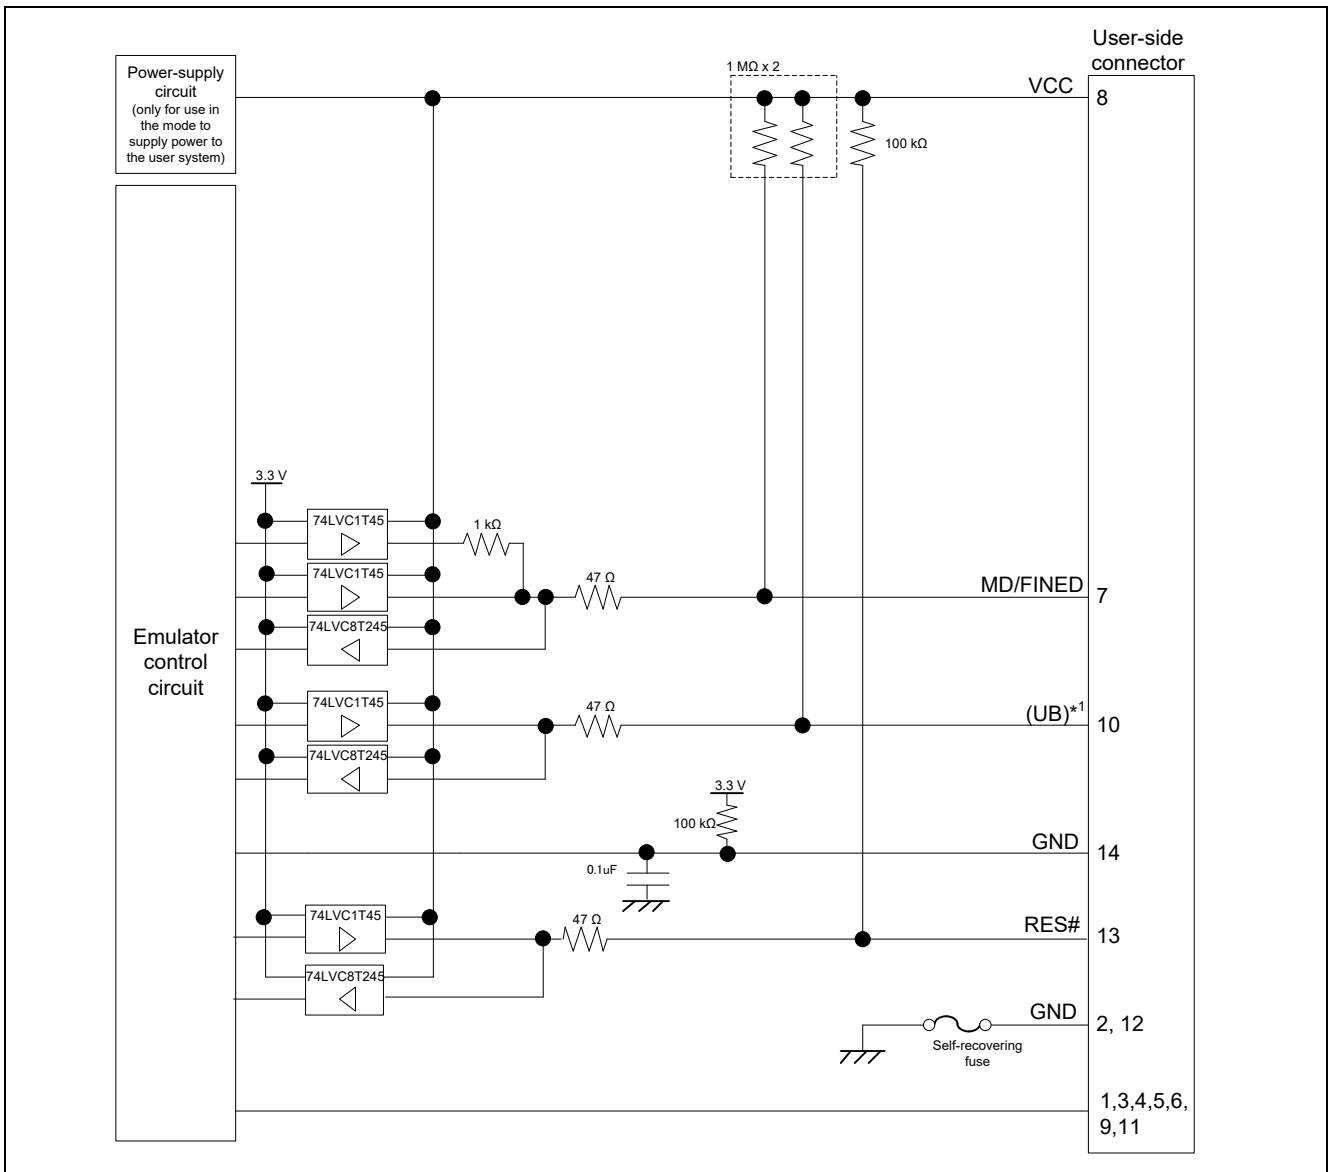 User-side
connector
Power-supply
circuit
(only for use in
the mode to
supply power to
the user system)
1 MΩ x 2
VCC
8
100 kΩ
3.3 V
74LVC1T45
1 kΩ
74LVC1T45
47 Ω
MD/FINED
7
74LVC8T245
Emulator
control
circuit
74LVC1T45
47 Ω
(UB)*1
10
74LVC8T245
3.3 V
100 kΩ
GND
14
0.1uF
74LVC1T45
47 Ω
RES#
13
74LVC8T245
GND
2, 12
Self-recovering
fuse
1,3,4,5,6,
9,11